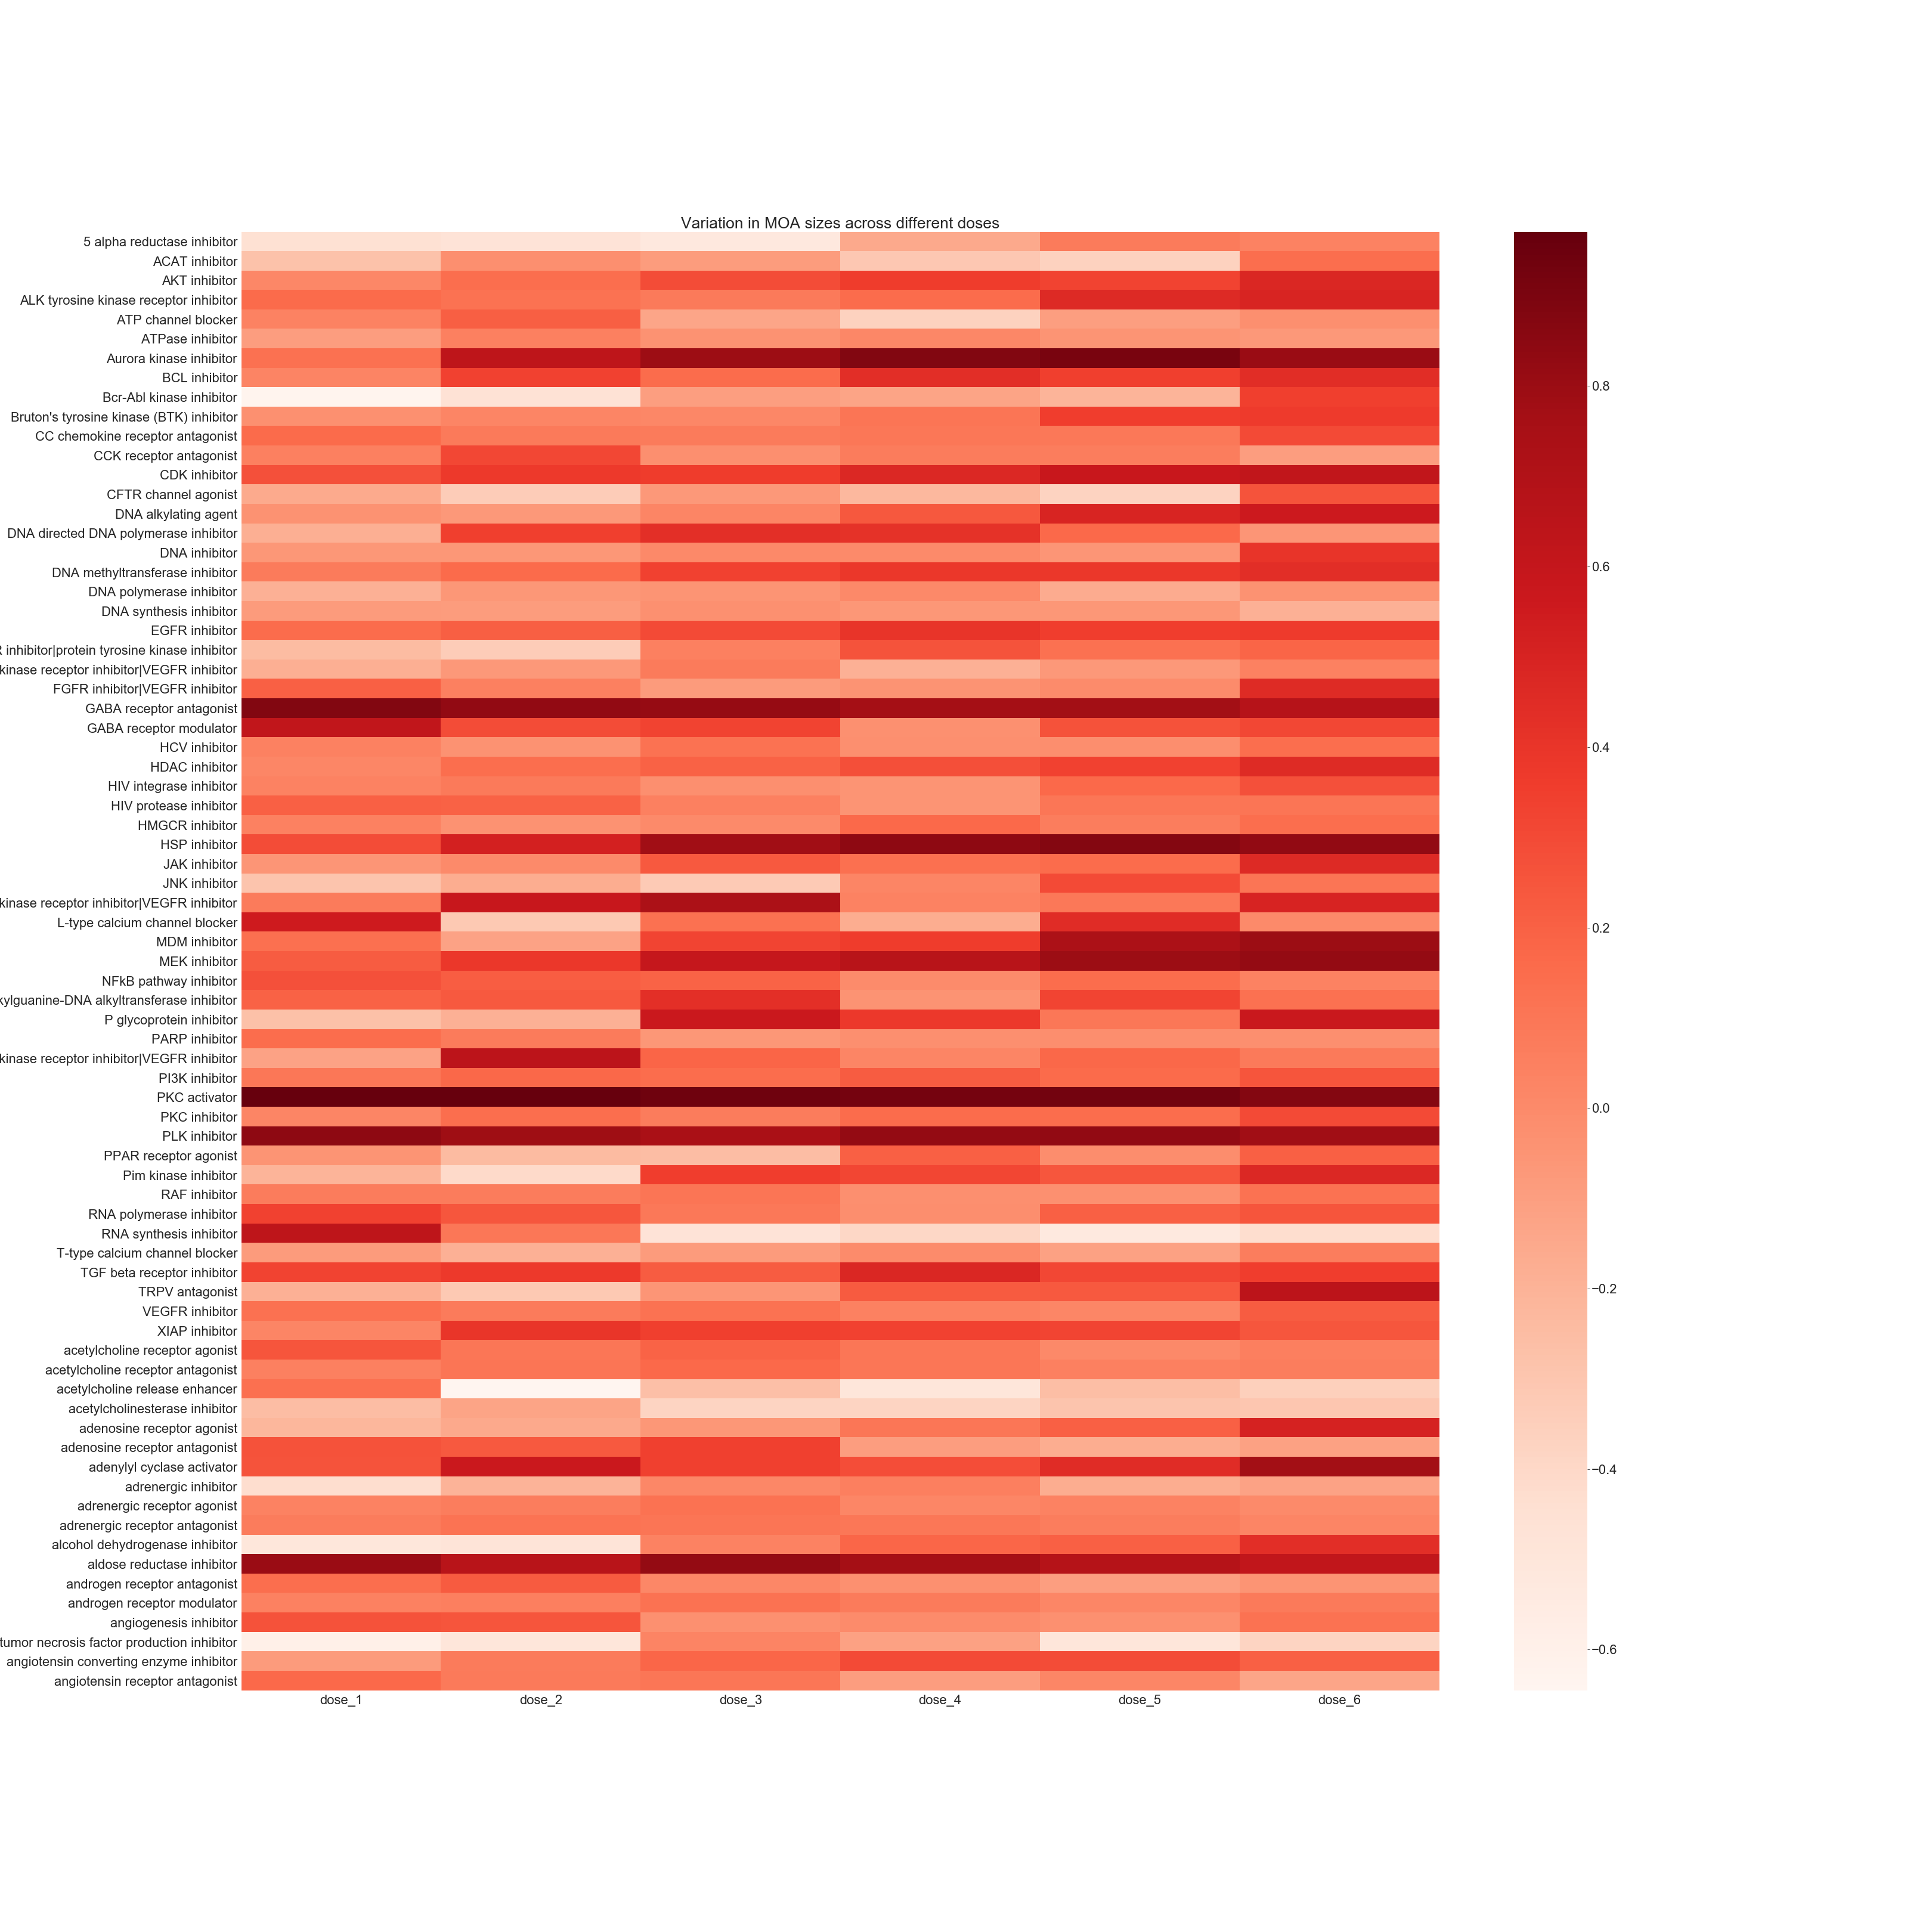 Variation in MOA sizes across different doses
5 alpha reductase inhibitor
ACAT inhibitor
AKT inhibitor
ALK tyrosine kinase receptor inhibitor
ATP channel blocker
ATPase inhibitor
Aurora kinase inhibitor
BCL inhibitor
Bcr-Abl kinase inhibitor
Bruton's tyrosine kinase (BTK) inhibitor
CC chemokine receptor antagonist
CCK receptor antagonist
CDK inhibitor
CFTR channel agonist
DNA alkylating agent
DNA directed DNA polymerase inhibitor
DNA inhibitor
DNA methyltransferase inhibitor
DNA polymerase inhibitor
DNA synthesis inhibitor
EGFR inhibitor
inhibitor|protein tyrosine kinase inhibitor
kinase receptor inhibitor|VEGFR inhibitor
FGFR inhibitor|VEGFR inhibitor
GABA receptor antagonist
GABA receptor modulator
HCV inhibitor
HDAC inhibitor
HIV integrase inhibitor
HIV protease inhibitor
HMGCR inhibitor
HSP inhibitor
JAK inhibitor
JNK inhibitor
kinase receptor inhibitor|VEGFR inhibitor
L-type calcium channel blocker
MDM inhibitor
MEK inhibitor
NFkB pathway inhibitor
kylguanine-DNA alkyltransferase inhibitor
P glycoprotein inhibitor
PARP inhibitor
kinase receptor inhibitor|VEGFR inhibitor
PI3K inhibitor
PKC activator
PKC inhibitor
PLK inhibitor
PPAR receptor agonist
Pim kinase inhibitor
RAF inhibitor
RNA polymerase inhibitor
RNA synthesis inhibitor
T-type calcium channel blocker
TGF beta receptor inhibitor
TRPV antagonist
VEGFR inhibitor
XIAP inhibitor
acetylcholine receptor agonist
acetylcholine receptor antagonist
acetylcholine release enhancer
acetylcholinesterase inhibitor
adenosine receptor agonist
adenosine receptor antagonist
adenylyl cyclase activator
adrenergic inhibitor
adrenergic receptor agonist
adrenergic receptor antagonist
alcohol dehydrogenase inhibitor
aldose reductase inhibitor
androgen receptor antagonist
androgen receptor modulator
angiogenesis inhibitor
tumor necrosis factor production inhibitor
angiotensin converting enzyme inhibitor
angiotensin receptor antagonist
dose_1 dose_2 dose_3 dose_4 dose_5 dose_6
0.8
0.6
0.4
0.2
0.0
−0.2
−0.4
−0.6